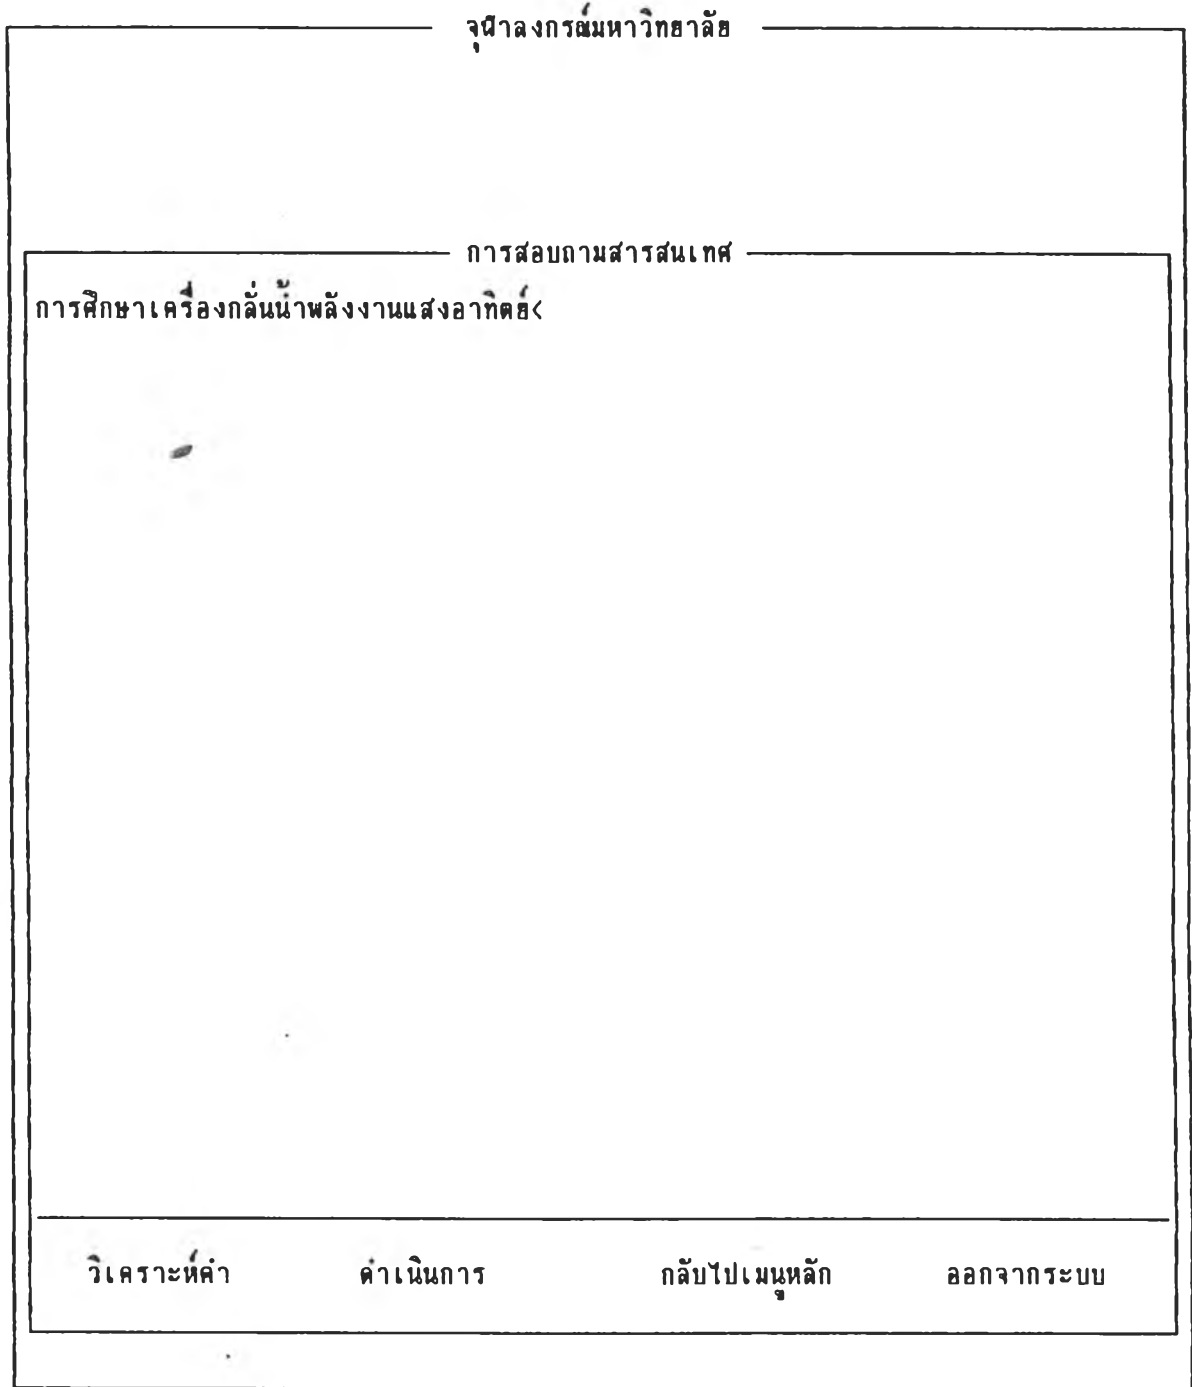 จุฬาลงกรณ์มหาวิทยาลัย
การสอบถามสารสนเทศ
การศึกษาเครื่องกลั่นน้ำพลังงานแสงอาทิตย์<
วิเคราะห์คำ ดำเนินการ กลับไปเมนูหลัก ออกจากระบบ